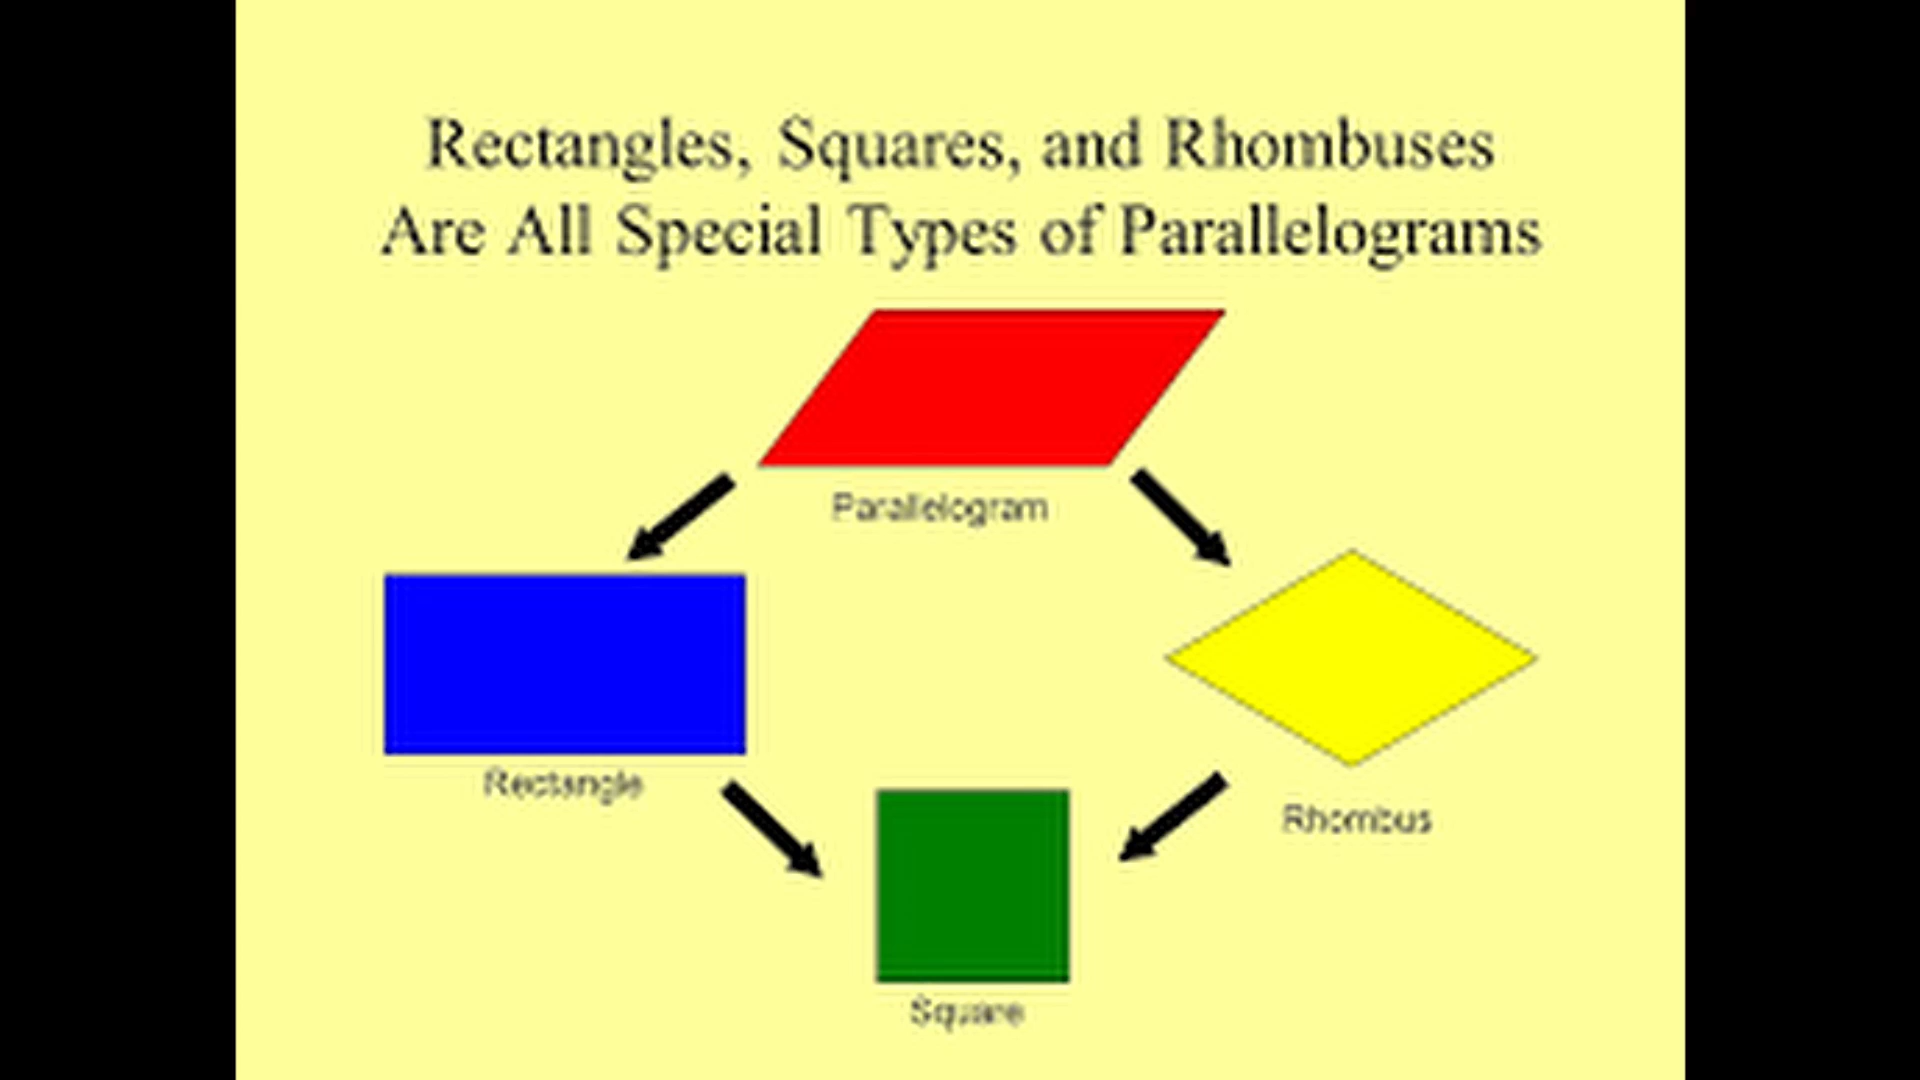 Rectangles, Squares, and Rhombuses
Are All Special Types of Parallelograms
Parallelogram
Rectangle
Rhombus
Square